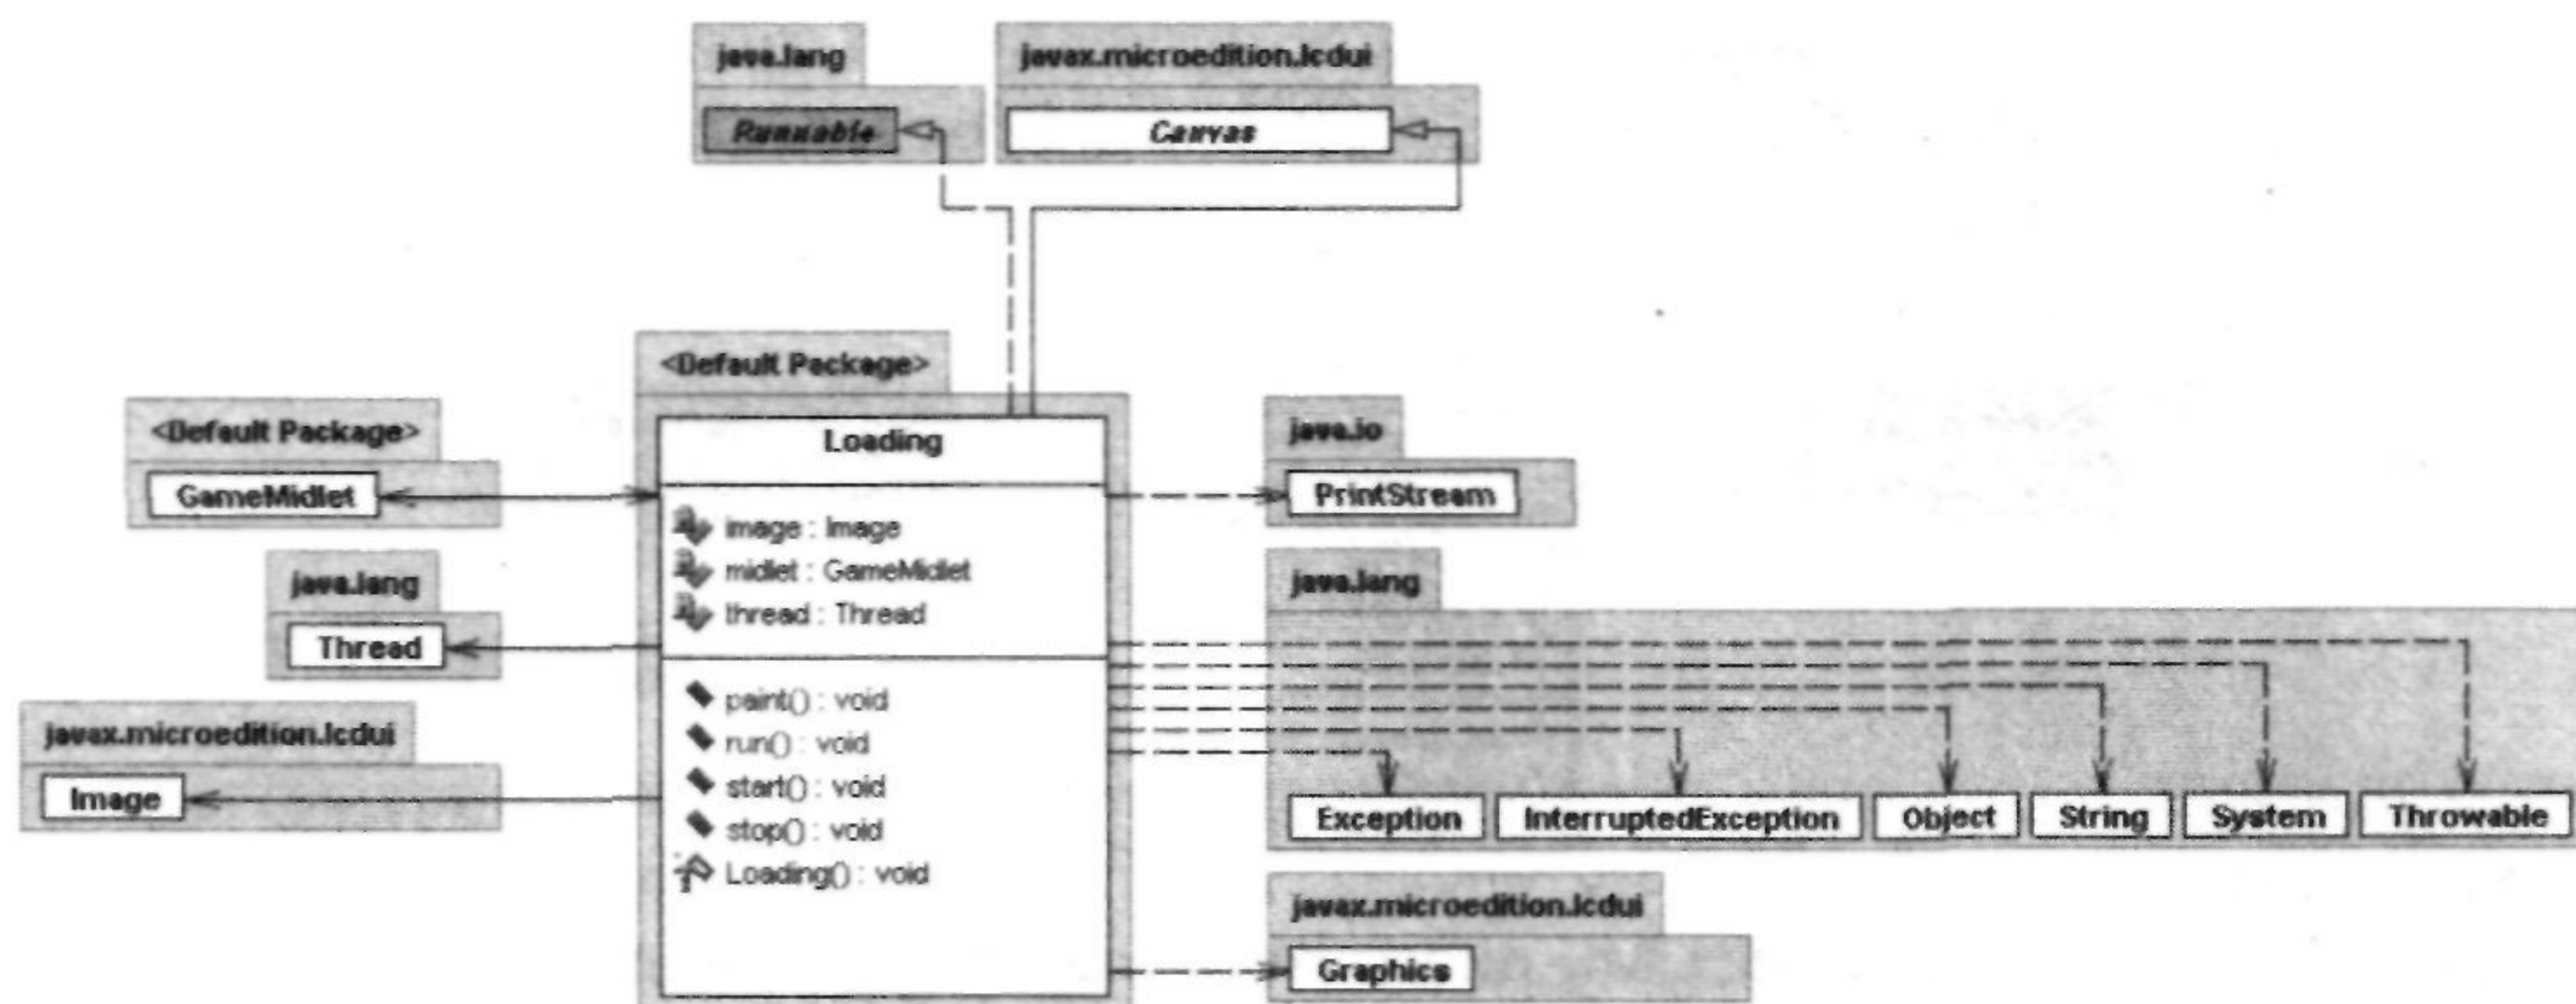 java.lang
Runnable
javax.microedition.lcdui
Canvas
<Default Package>
GameMidlet
java.lang
Thread
javax.microedition.lcdui
Image
<Default Package>
Loading
image : Image
midlet : GameMidlet
thread : Thread
paint() : void
run() : void
start() : void
stop() : void
Loading() : void
java.io
PrintStream
java.lang
Exception
InterruptedException
Object
String
System
Throwable
javax.microedition.lcdui
Graphics